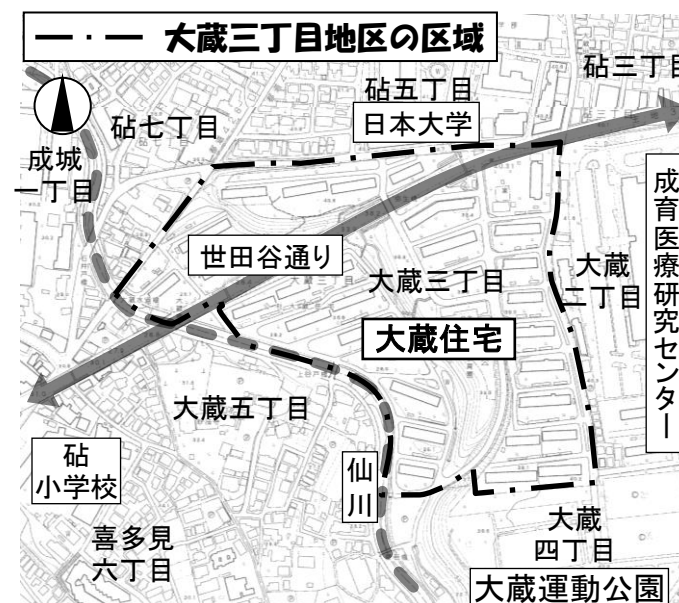 大蔵三丁目地区の区域
砧三丁目
砧五丁目
日本大学
砧七丁目
成城
一丁目
成育医療研究センター
世田谷通り
大蔵三丁目
大蔵
二丁目
大蔵住宅
大蔵五丁目
砧
小学校
仙川
喜多見
六丁目
大蔵
四丁目
大蔵運動公園